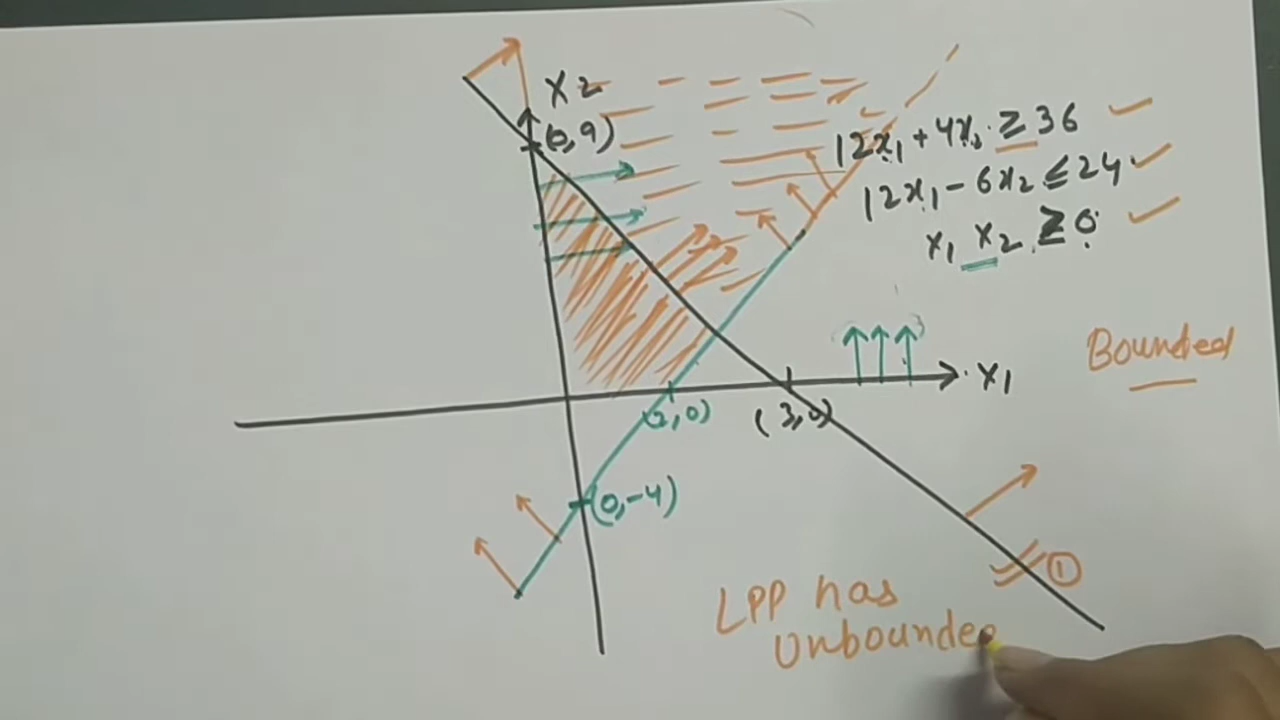 x2
(0,9)
12x1 + 4x2 ≥ 36
12x1 - 6x2 ≤ 24
x1 x2 ≥ 0
Bounded
x1
(2,0)
(3,0)
(0,-4)
1
LPP has
Unbounde